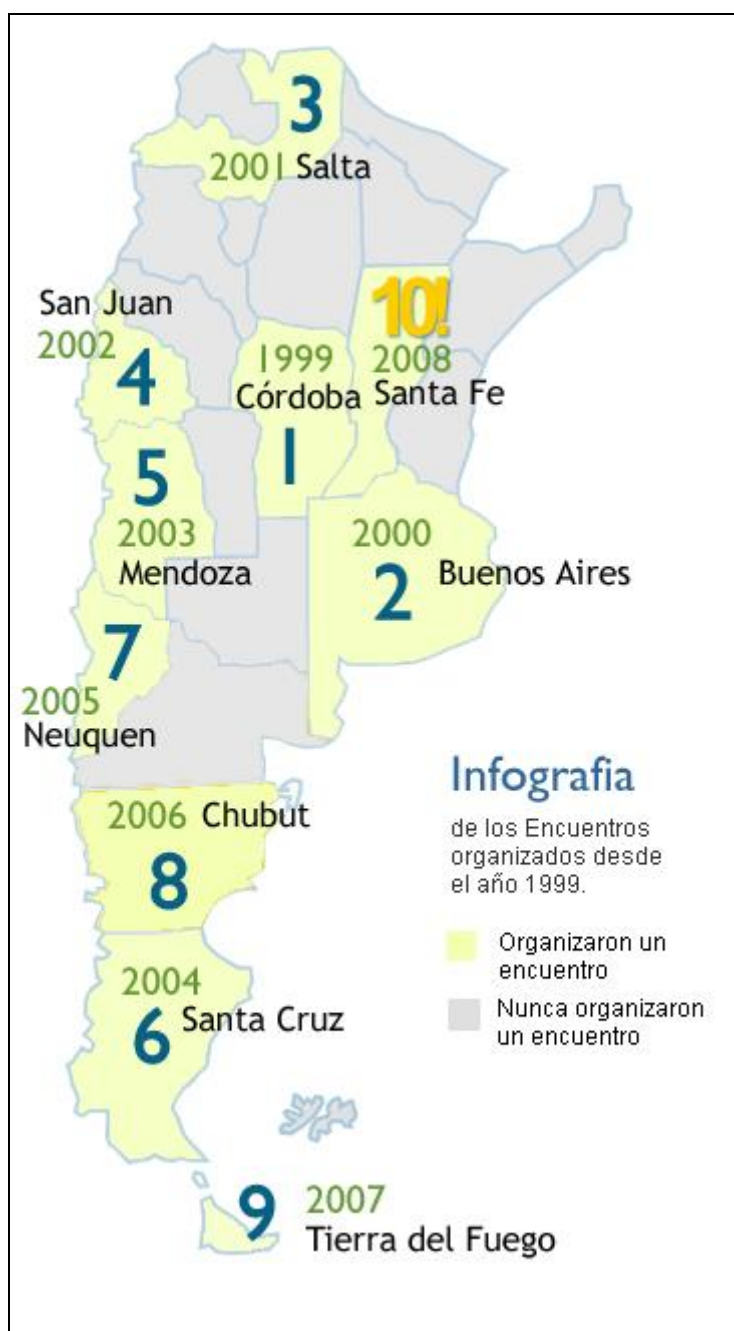 3
2001 Salta
San Juan
2002
4
10!
1999
2008
Córdoba
Santa Fe
1
5
2003
Mendoza
2000
2
Buenos Aires
7
2005
Neuquen
Infografia
de los Encuentros
organizados desde
el año 1999.
Organizaron un
encuentro
Nunca organizaron
un encuentro
2006 Chubut
8
2004
Santa Cruz
6
9
2007
Tierra del Fuego